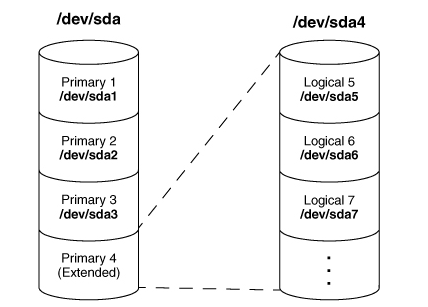 /dev/sda
Primary 1
/dev/sda1
Primary 2
/dev/sda2
Primary 3
/dev/sda3
Primary 4
(Extended)
/dev/sda4
Logical 5
/dev/sda5
Logical 6
/dev/sda6
Logical 7
/dev/sda7
.
.
.